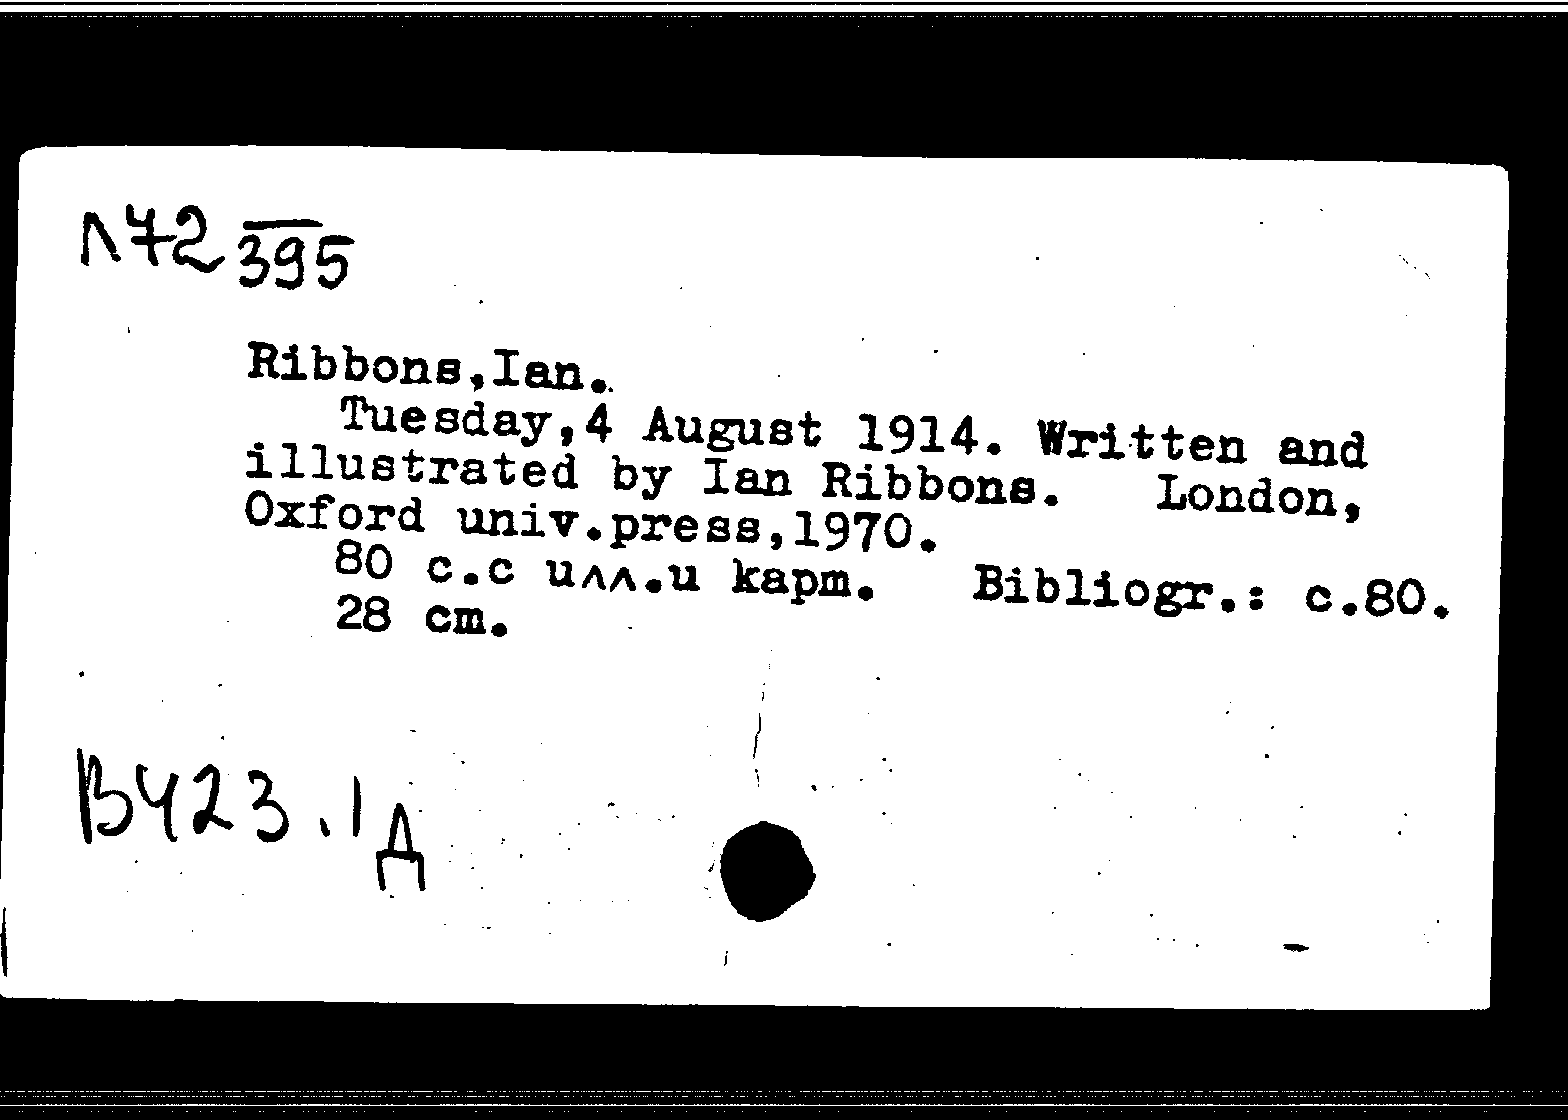 Л72 395
Ribbons,Ian.
Tuesday,4 August 1914. Written and
illustrated by Ian Ribbons. London,
Oxford univ.press,1970.
80 с.с илл.и карт. Bibliogr.: с.80.
28 cm.
В423.1Д